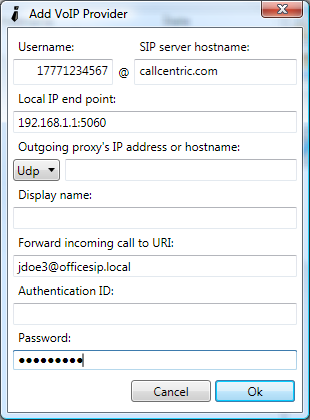 Add VoIP Provider
Username: SIP server hostname:
17771234567 @ callcentric.com
Local IP end point:
192.168.1.1:5060
Outgoing proxy's IP address or hostname:
Udp
Display name:
Forward incoming call to URI:
jdoe3@officesip.local
Authentication ID:
Password:
●●●●●●●●●
Cancel Ok